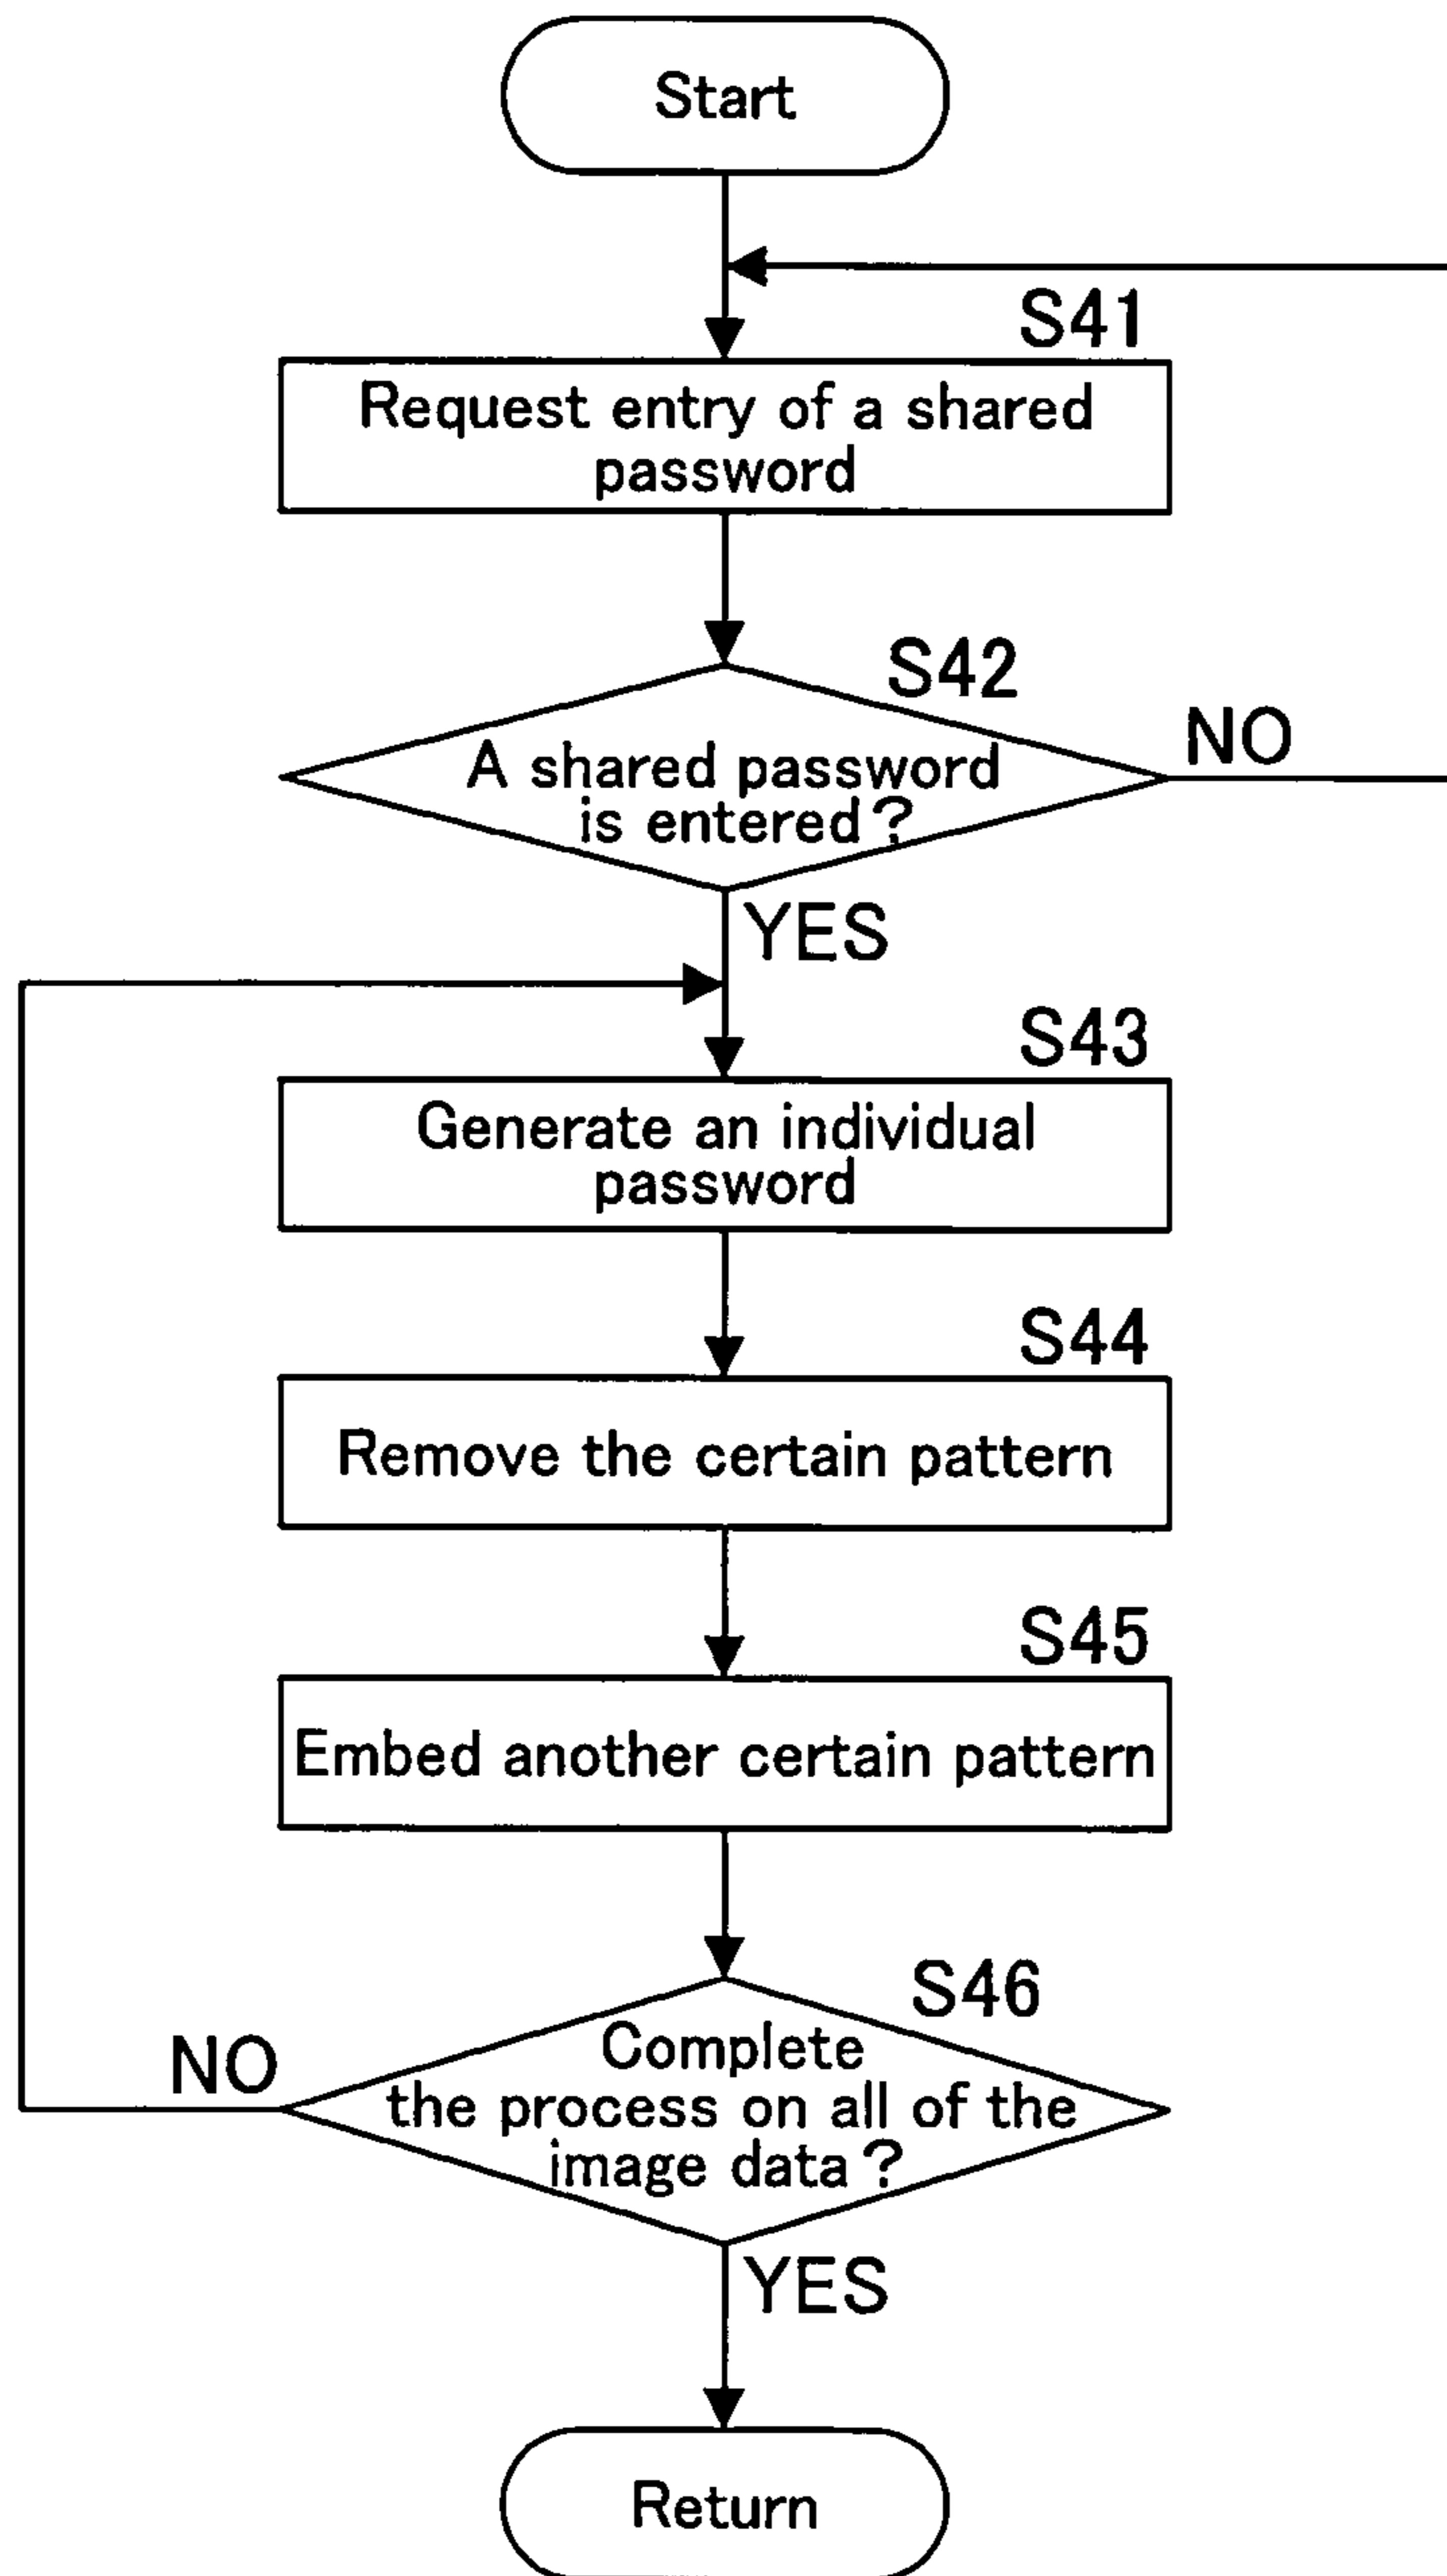 Start
S41
Request entry of a shared
password
S42
NO
A shared password
is entered?
YES
S43
Generate an individual
password
S44
Remove the certain pattern
S45
Embed another certain pattern
S46
NO
Complete
the process on all of the
image data?
YES
Return